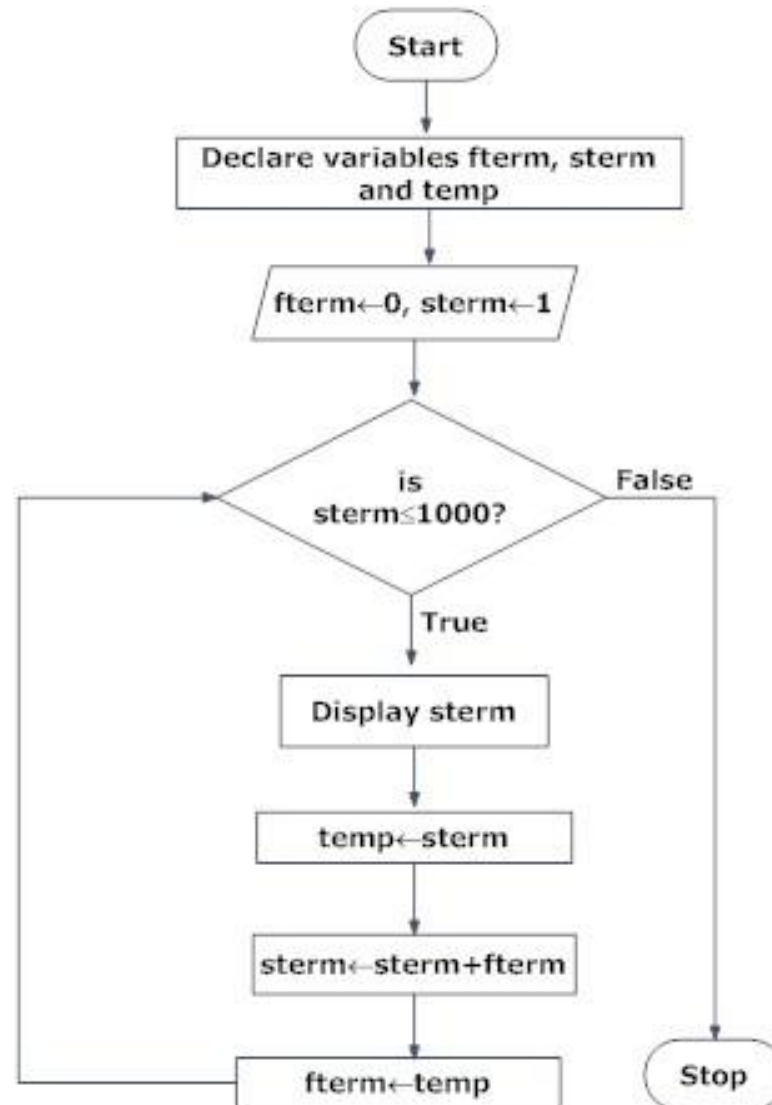 Start
Declare variables fterm, sterm
and temp
fterm←0, sterm←1
is
sterm≤1000?
False
True
Display sterm
temp←sterm
sterm←sterm+fterm
fterm←temp
Stop